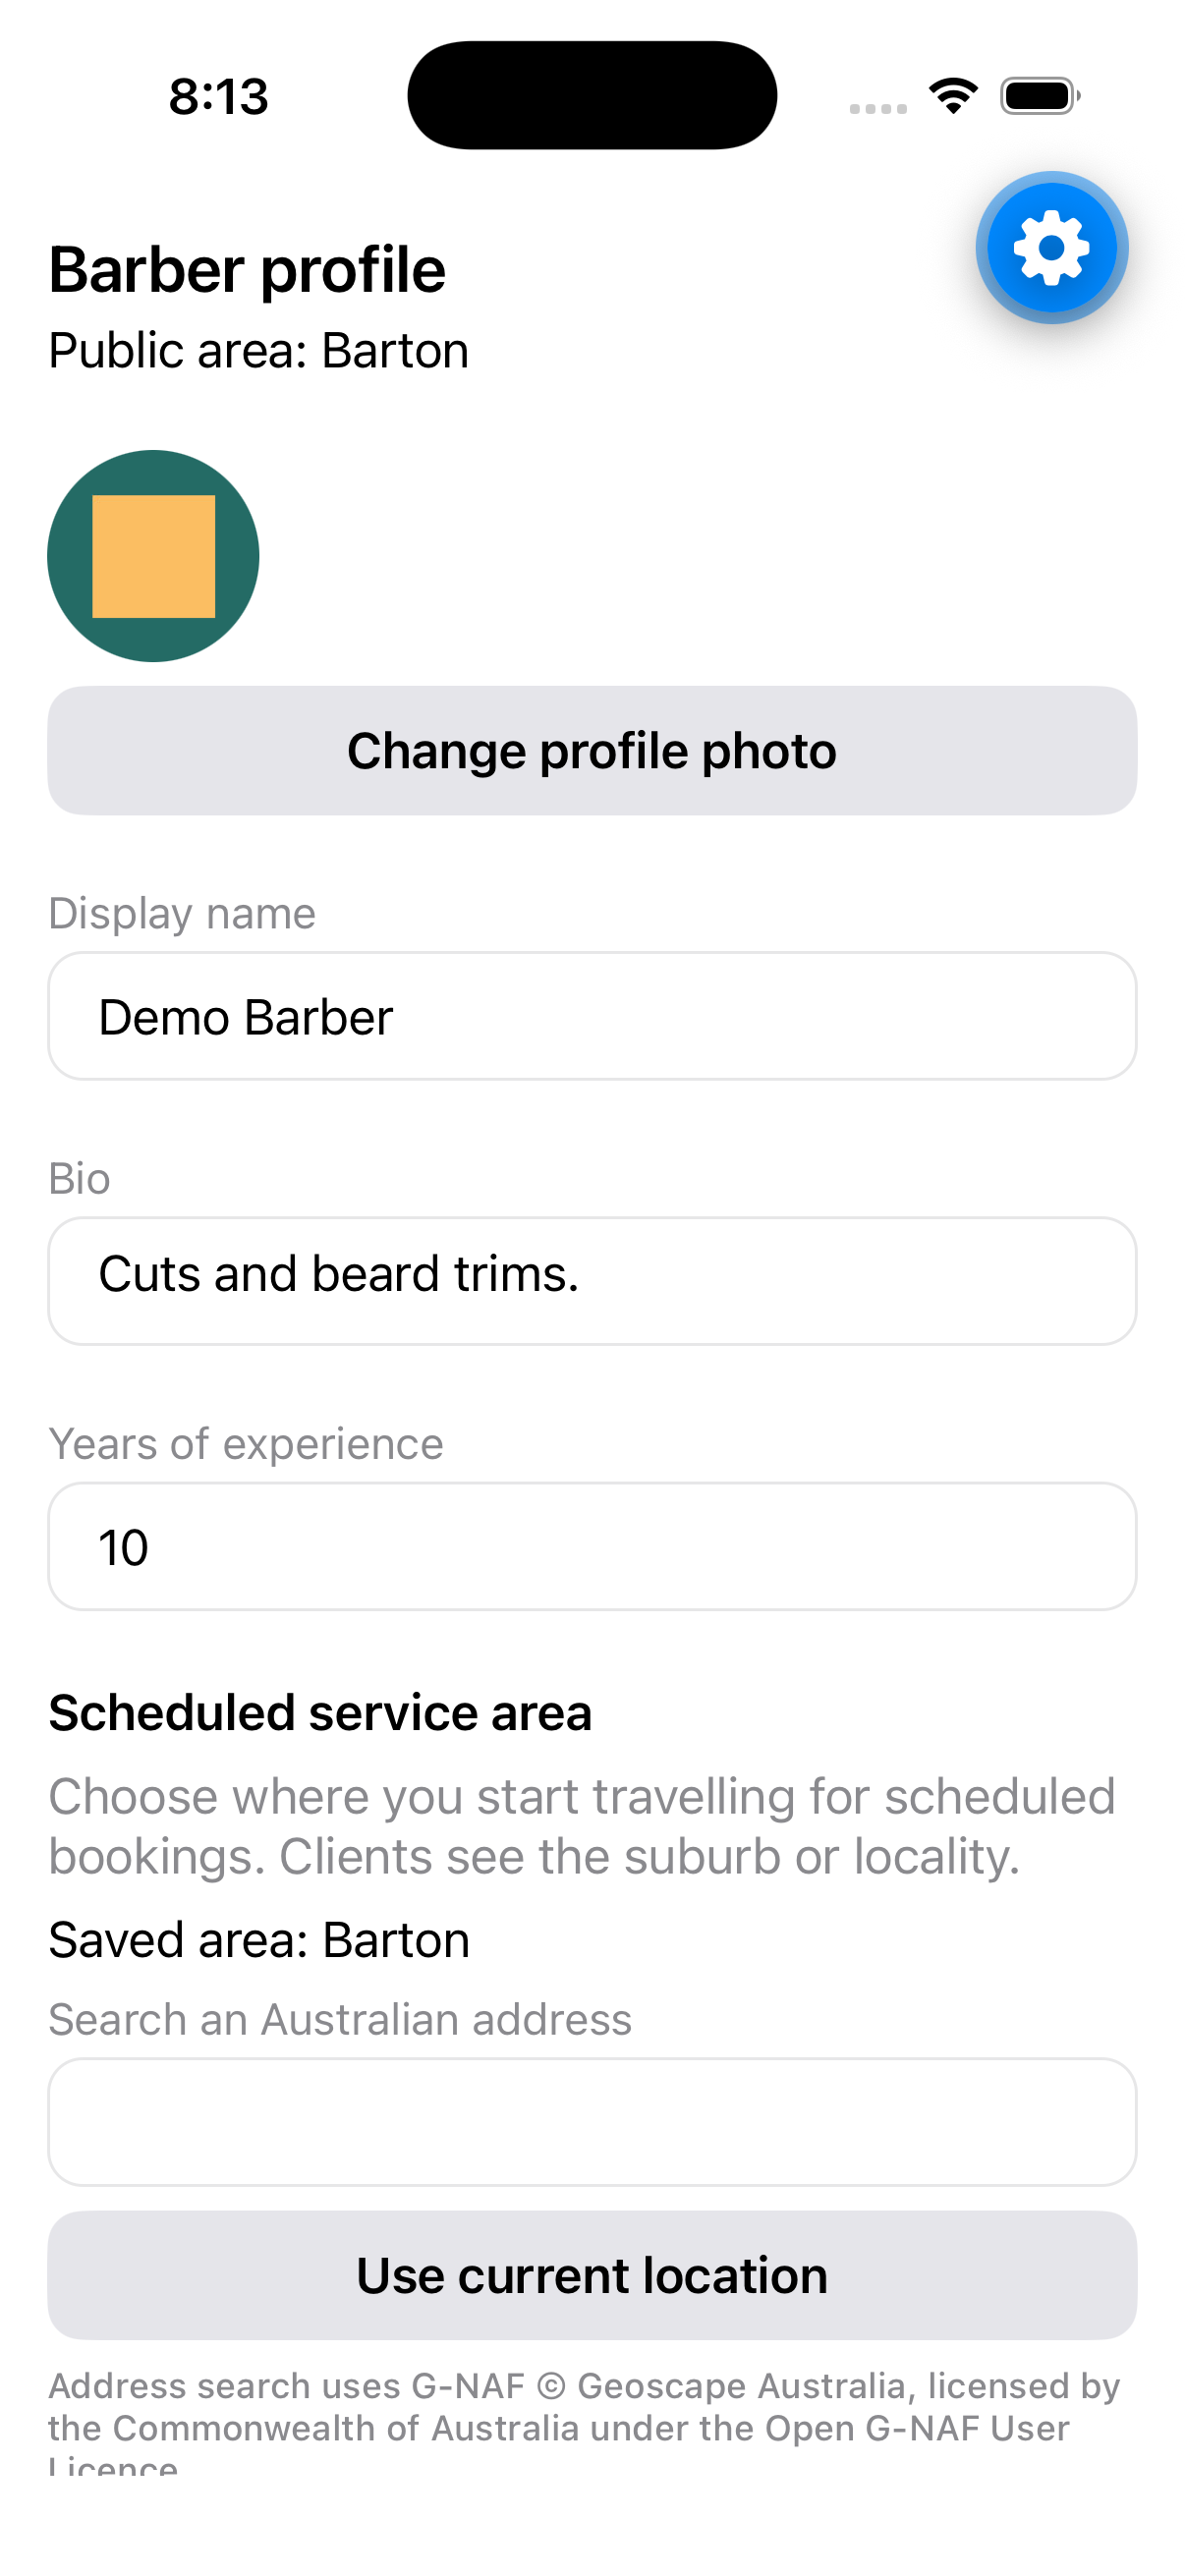 8:13
Barber profile
Public area: Barton
Change profile photo
Display name
Demo Barber
Bio
Cuts and beard trims.
Years of experience
10
Scheduled service area
Choose where you start travelling for scheduled
bookings. Clients see the suburb or locality.
Saved area: Barton
Search an Australian address
Use current location
Address search uses G-NAF © Geoscape Australia, licensed by
the Commonwealth of Australia under the Open G-NAF User
Licence